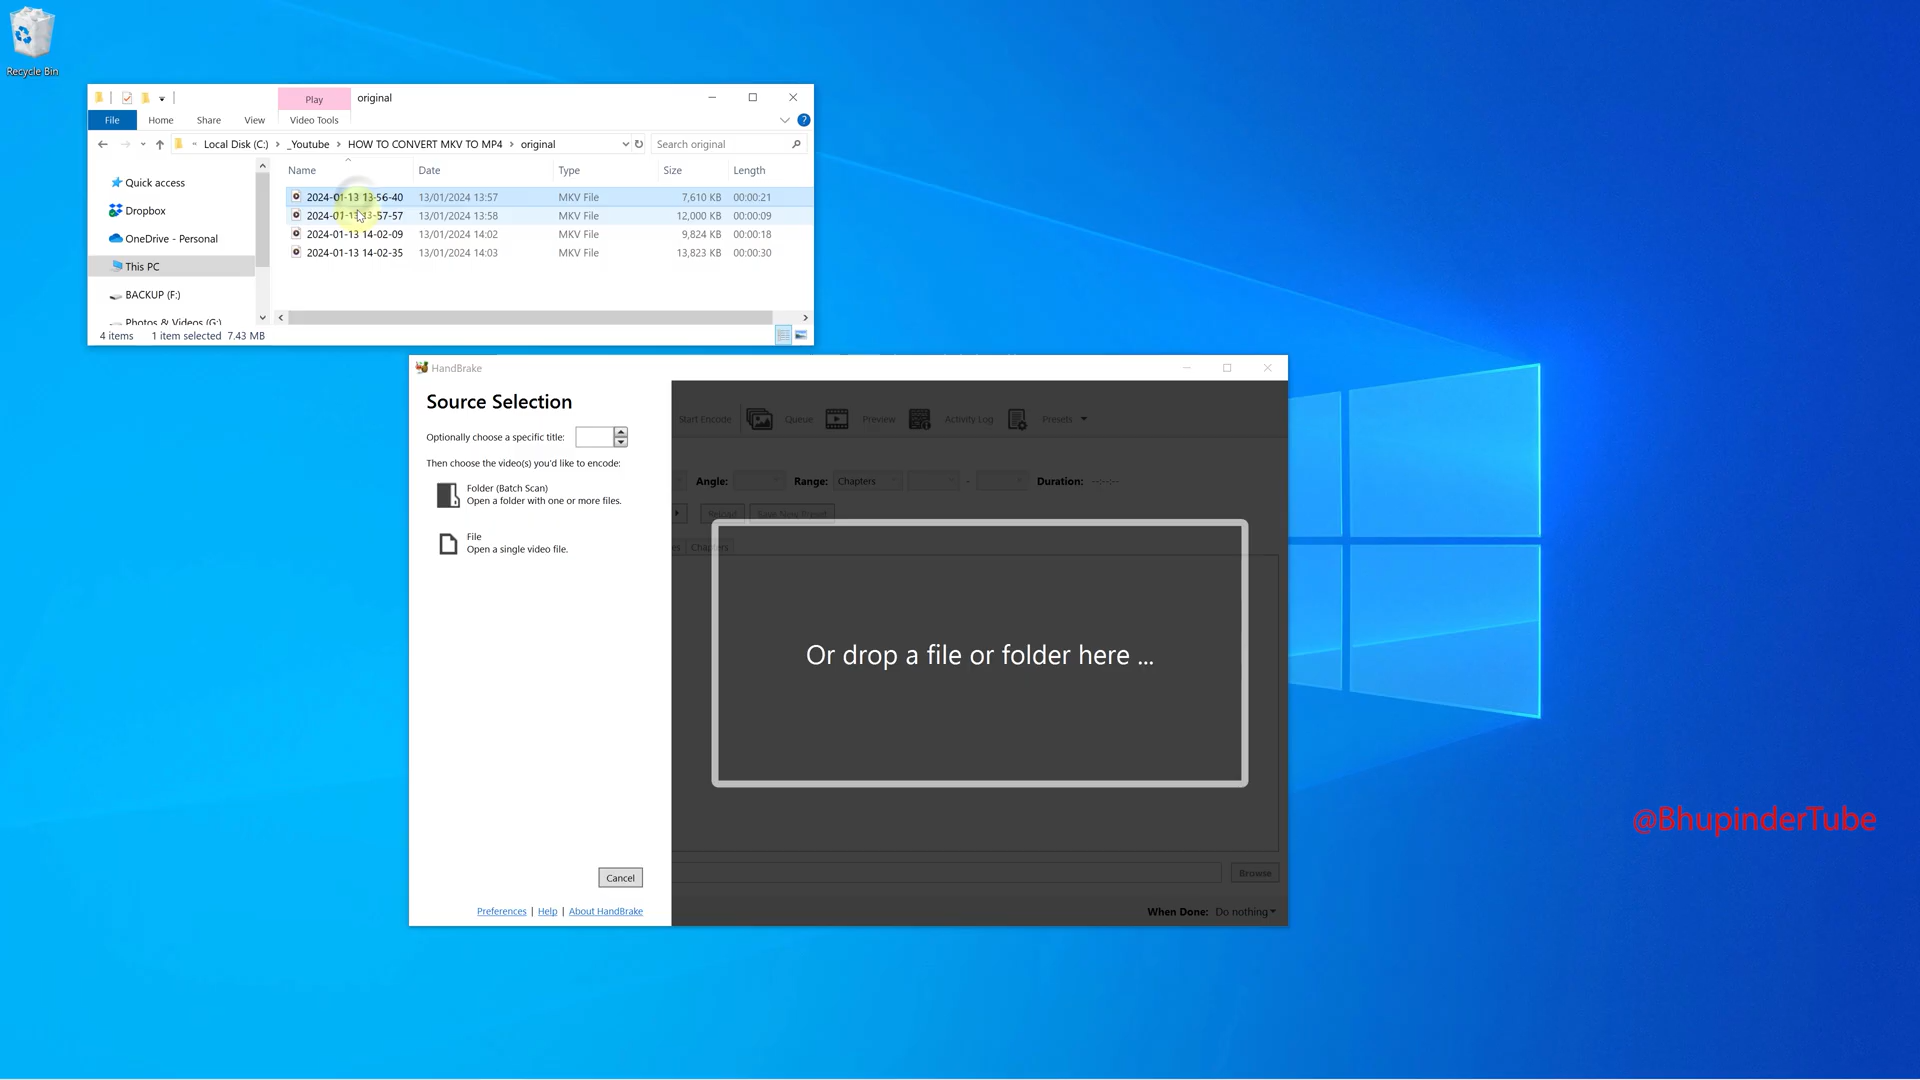 Recycle Bin
Play original
File Home Share View Video Tools
« Local Disk (C:) > _Youtube > HOW TO CONVERT MKV TO MP4 > original Search original
Name Date Type Size Length
Quick access
Dropbox
OneDrive - Personal
This PC
BACKUP (F:)
Photos & Videos (G:)
2024-01-13 13-56-40 13/01/2024 13:57 MKV File 7,610 KB 00:00:21
2024-01-13 13-57-57 13/01/2024 13:58 MKV File 12,000 KB 00:00:09
2024-01-13 14-02-09 13/01/2024 14:02 MKV File 9,824 KB 00:00:18
2024-01-13 14-02-35 13/01/2024 14:03 MKV File 13,823 KB 00:00:30
4 items 1 item selected 7.43 MB
HandBrake
Source Selection
Optionally choose a specific title:
Then choose the video(s) you'd like to encode:
Folder (Batch Scan)
Open a folder with one or more files.
File
Open a single video file.
Cancel
Preferences | Help | About HandBrake
Start Encode Queue Preview Activity Log Presets
Angle: Range: Chapters - Duration: --:--:--
Reload Save New Preset
Chapters
Or drop a file or folder here ...
Browse
When Done: Do nothing
@BhupinderTube